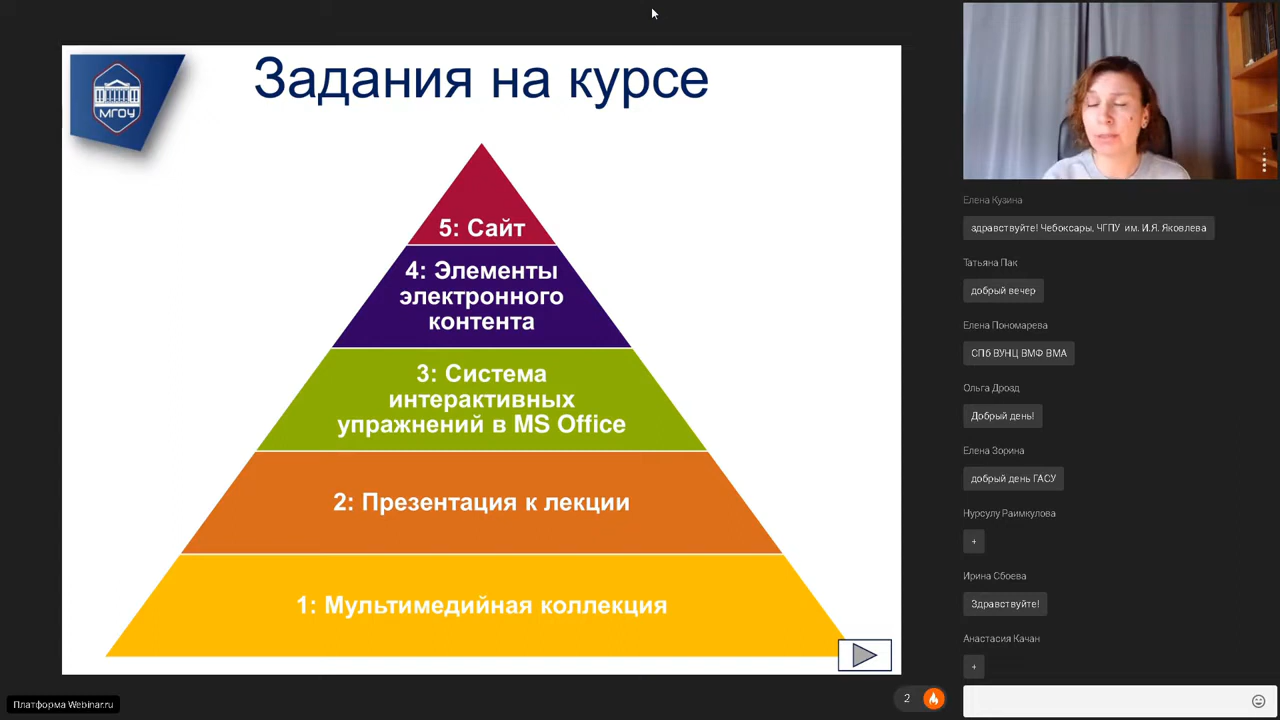 Задания на курсе
МГОУ
5: Сайт
4: Элементы
электронного
контента
3: Система
интерактивных
упражнений в MS Office
2: Презентация к лекции
1: Мультимедийная коллекция
Елена Кузина
здравствуйте! Чебоксары, ЧГПУ им. И.Я. Яковлева
Татьяна Пак
добрый вечер
Елена Пономарева
СПб ВУНЦ ВМФ ВМА
Ольга Дрозд
Добрый день!
Елена Зорина
добрый день ГАСУ
Нурсулу Раимкулова
+
Ирина Сбоева
Здравствуйте!
Анастасия Качан
+
2
Платформа Webinar.ru